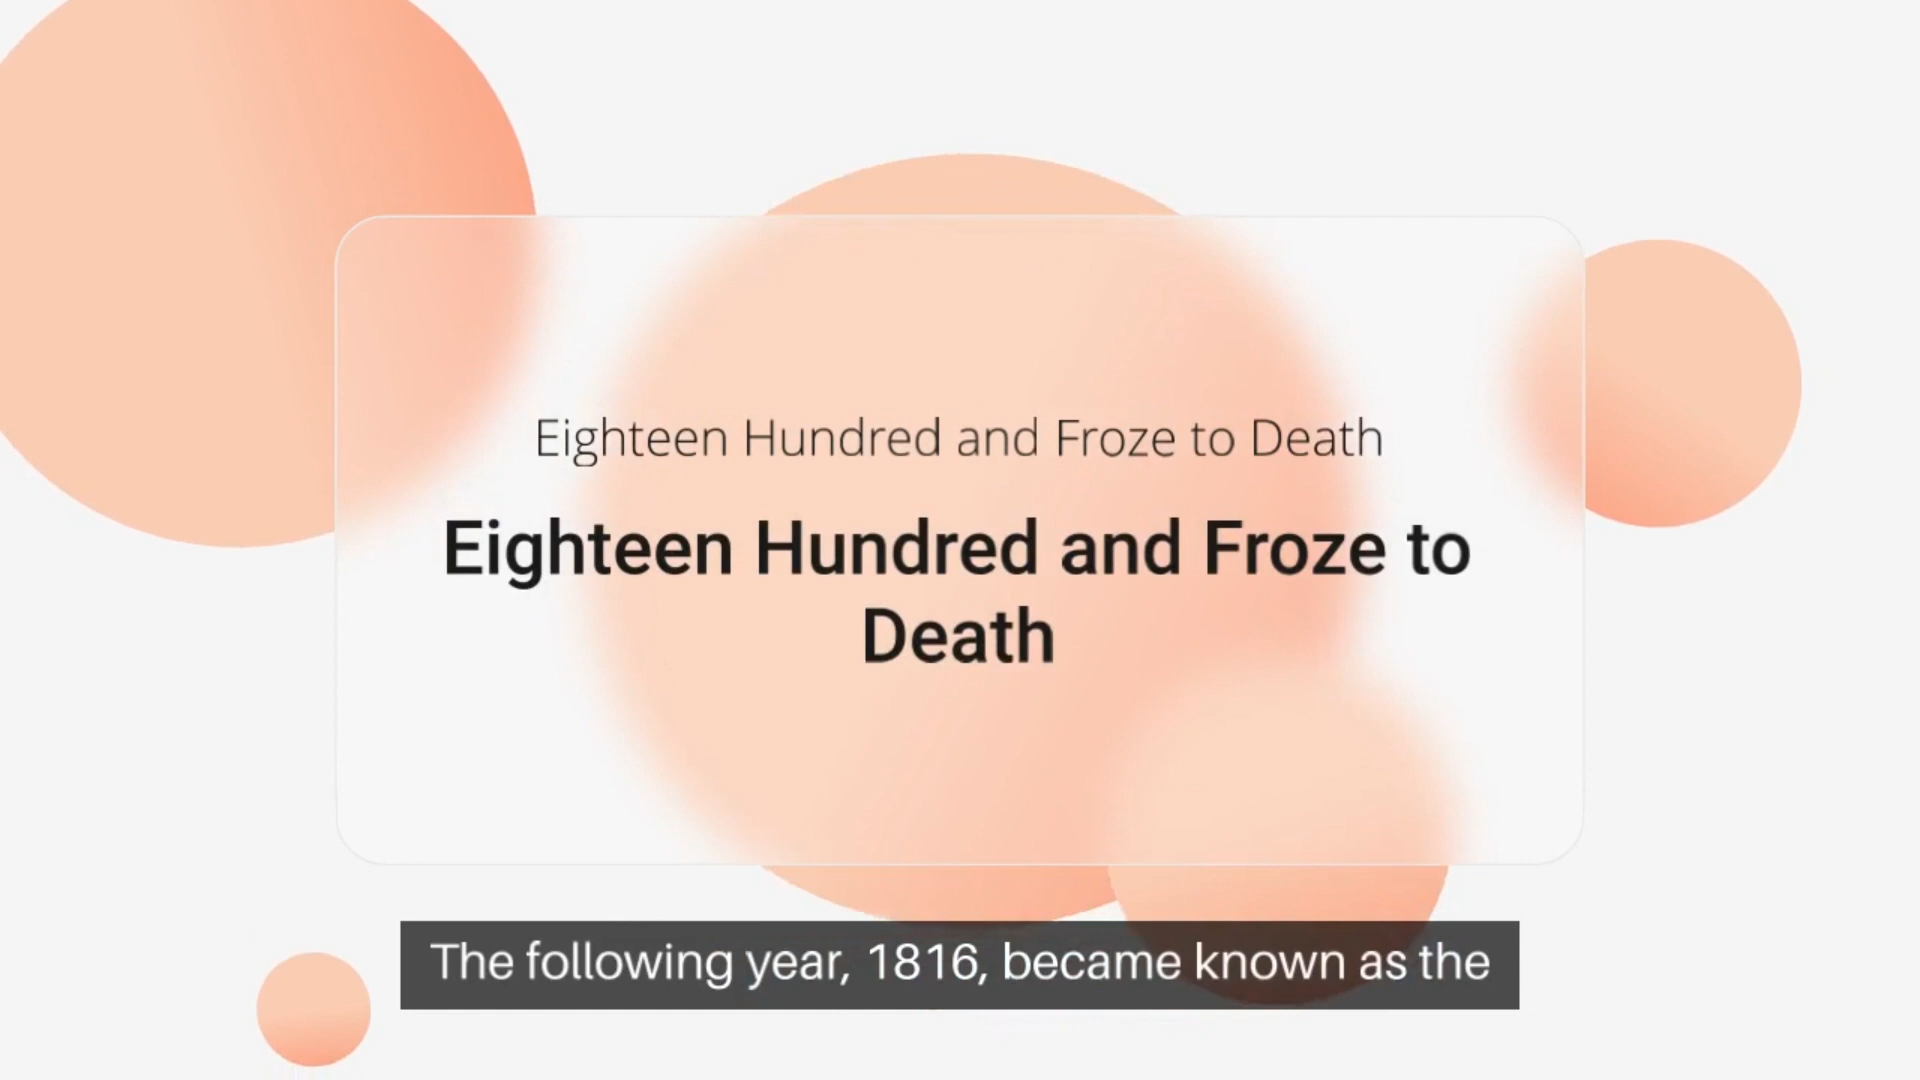 Eighteen Hundred and Froze to Death
Eighteen Hundred and Froze to
Death
The following year, 1816, became known as the